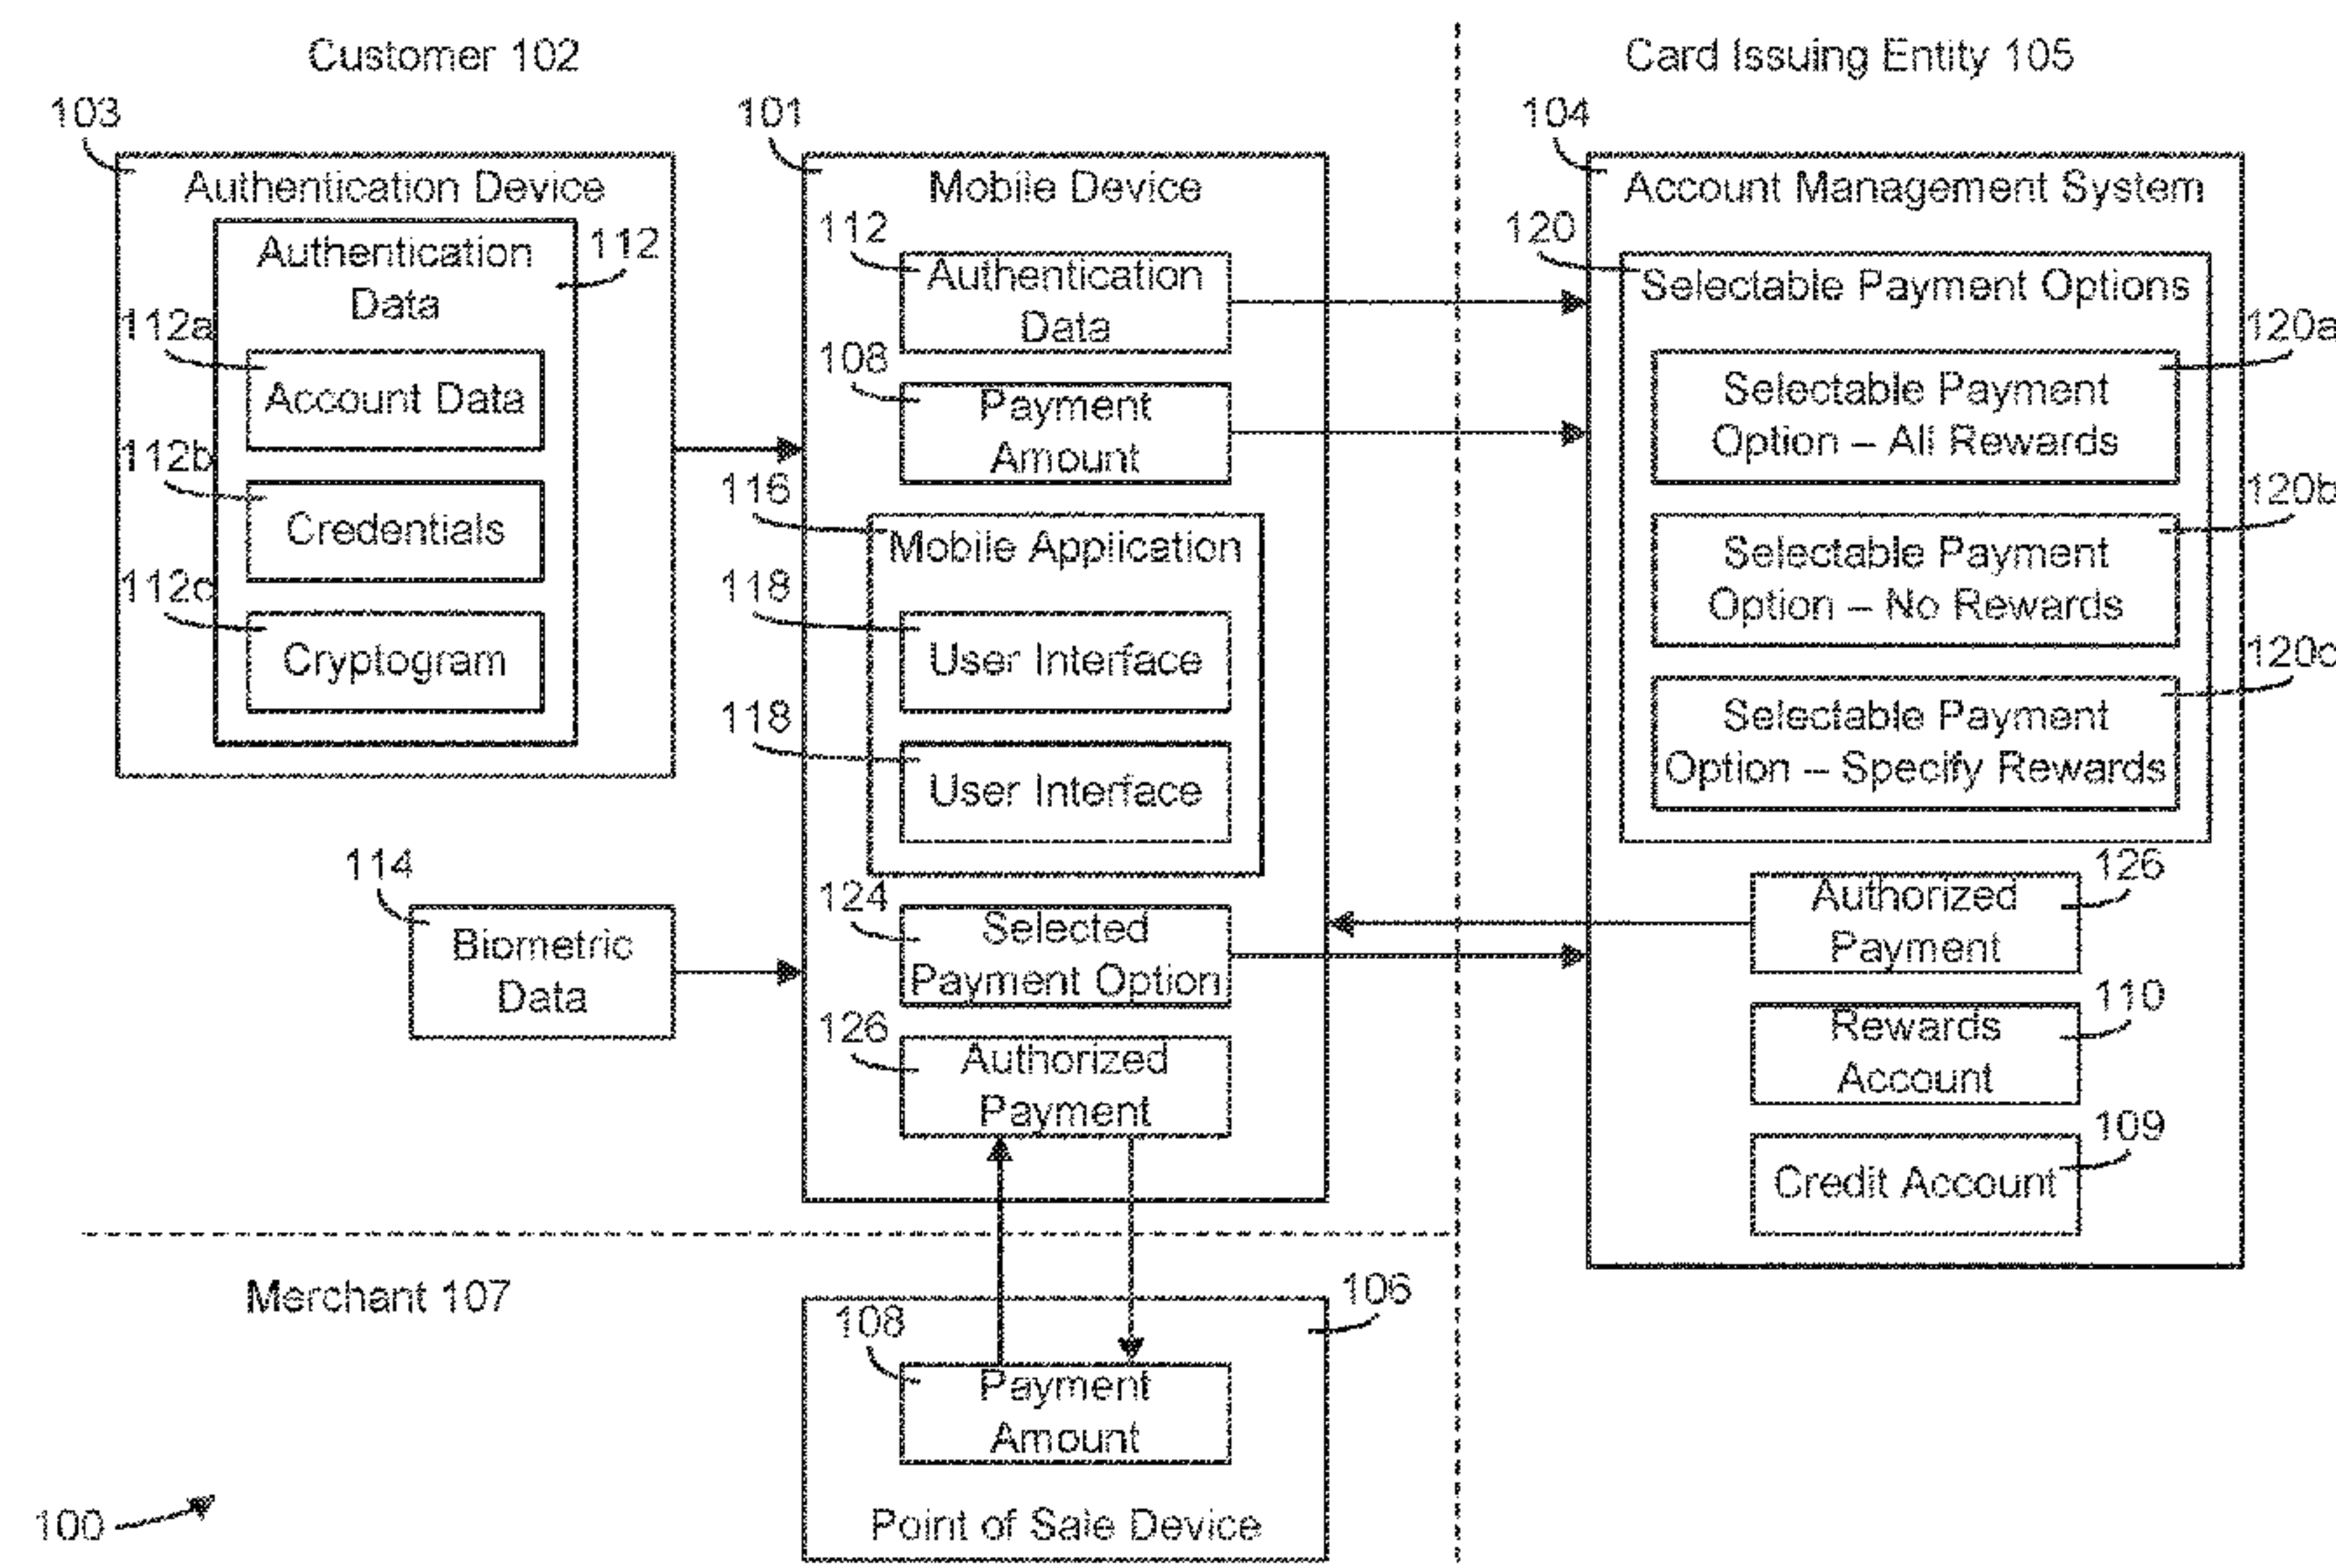 Customer 102
Card Issuing Entity 105
103
Authentication Device
Authentication
Data
112
112a
Account Data
112b
Credentials
112c
Cryptogram
114
Biometric
Data
101
Mobile Device
112
Authentication
Data
108
Payment
Amount
116
Mobile Application
118
User Interface
118
User Interface
124
Selected
Payment Option
126
Authorized
Payment
104
Account Management System
120
Selectable Payment Options
120a
Selectable Payment
Option – All Rewards
120b
Selectable Payment
Option – No Rewards
120c
Selectable Payment
Option – Specify Rewards
126
Authorized
Payment
110
Rewards
Account
109
Credit Account
Merchant 107
106
108
Payment
Amount
Point of Sale Device
100